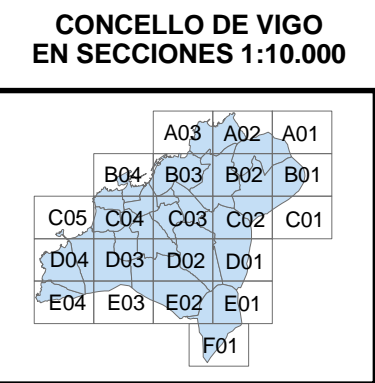 CONCELLO DE VIGO
EN SECCIONES 1:10.000
A03 A02 A01
B04 B03 B02 B01
C05 C04 C03 C02 C01
D04 D03 D02 D01
E04 E03 E02 E01
F01